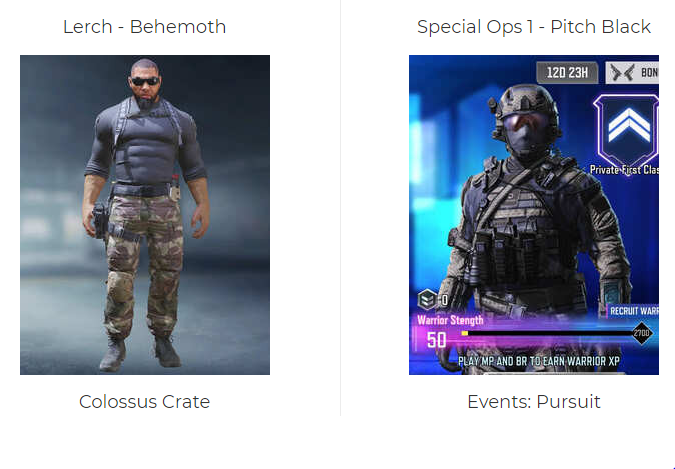 Lerch - Behemoth
Colossus Crate
Special Ops 1 - Pitch Black
12D 23H
BON
Private First Clas
-0
RECRUIT WARR
Warrior Stength
50
2700
PLAY MP AND BR TO EARN WARRIOR XP
Events: Pursuit